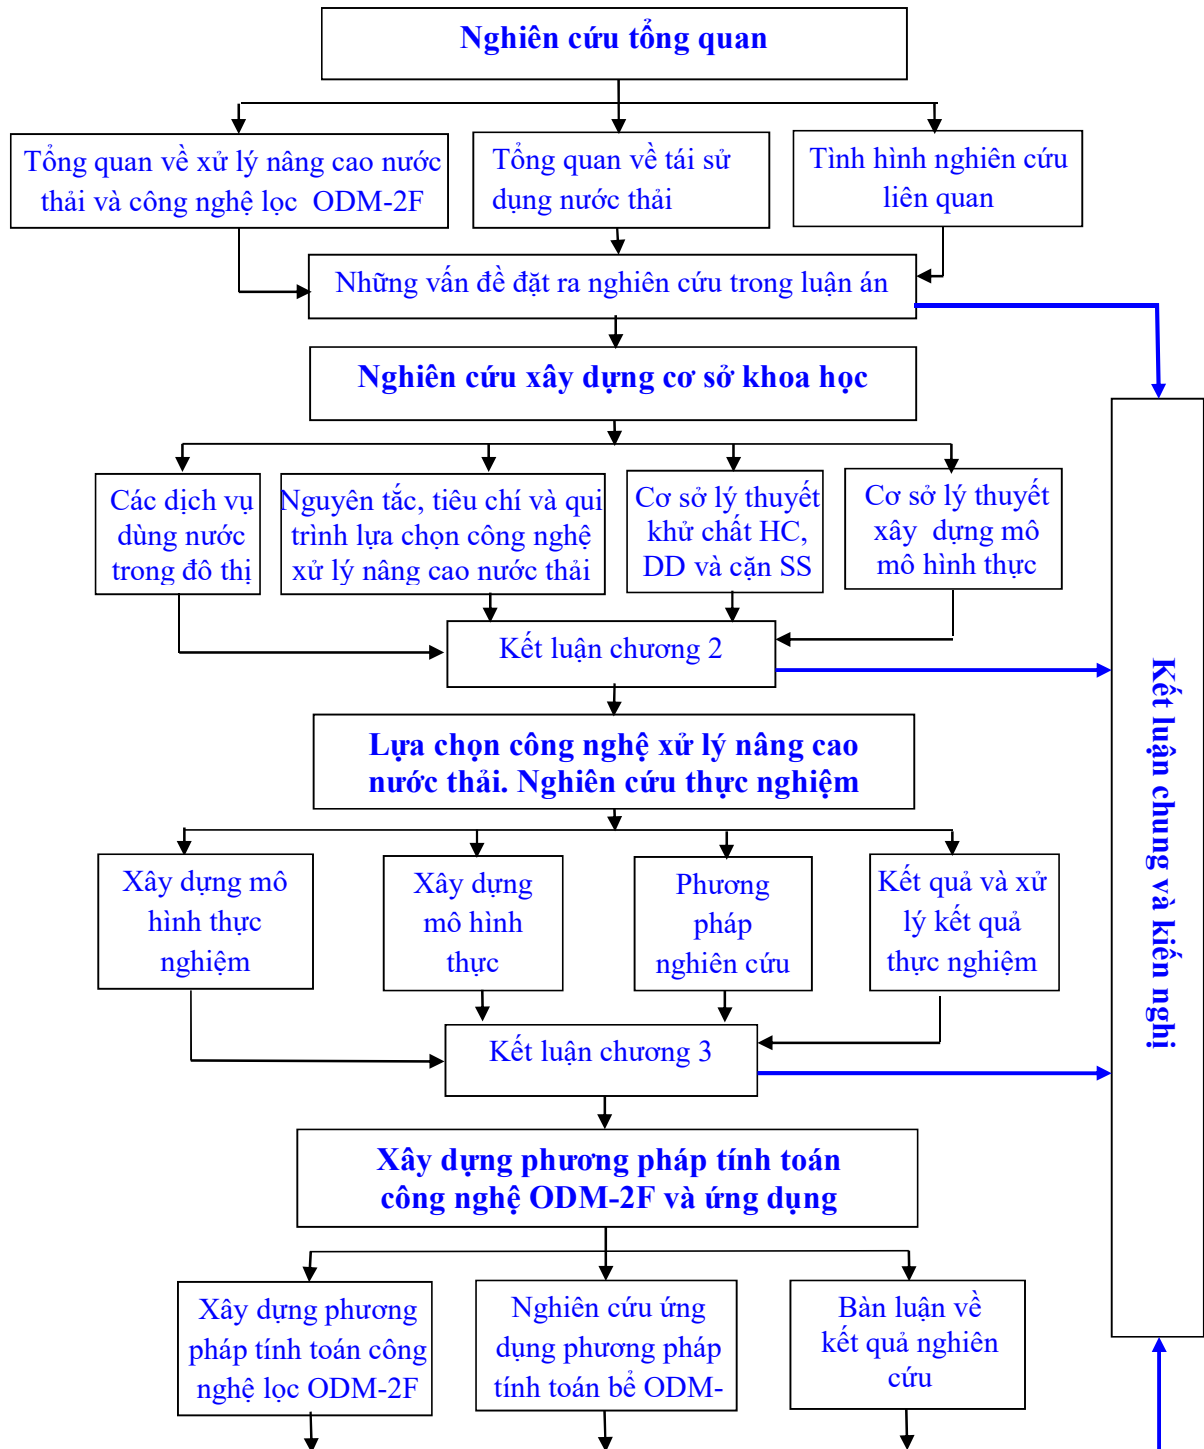 Nghiên cứu tổng quan
Tổng quan về xử lý nâng cao nước
thải và công nghệ lọc ODM-2F
Tổng quan về tái sử
dụng nước thải
Tình hình nghiên cứu
liên quan
Những vấn đề đặt ra nghiên cứu trong luận án
Nghiên cứu xây dựng cơ sở khoa học
Các dịch vụ
dùng nước
trong đô thị
Nguyên tắc, tiêu chí và qui
trình lựa chọn công nghệ
xử lý nâng cao nước thải
Cơ sở lý thuyết
khử chất HC,
DD và cặn SS
Cơ sở lý thuyết
xây dựng mô
mô hình thực
Kết luận chương 2
Lựa chọn công nghệ xử lý nâng cao
nước thải. Nghiên cứu thực nghiệm
Xây dựng mô
hình thực
nghiệm
Xây dựng
mô hình
thực
Phương
pháp
nghiên cứu
Kết quả và xử
lý kết quả
thực nghiệm
Kết luận chương 3
Xây dựng phương pháp tính toán
công nghệ ODM-2F và ứng dụng
Xây dựng phương
pháp tính toán công
nghệ lọc ODM-2F
Nghiên cứu ứng
dụng phương pháp
tính toán bể ODM-
Bàn luận về
kết quả nghiên
cứu
Kết luận chung và kiến nghị